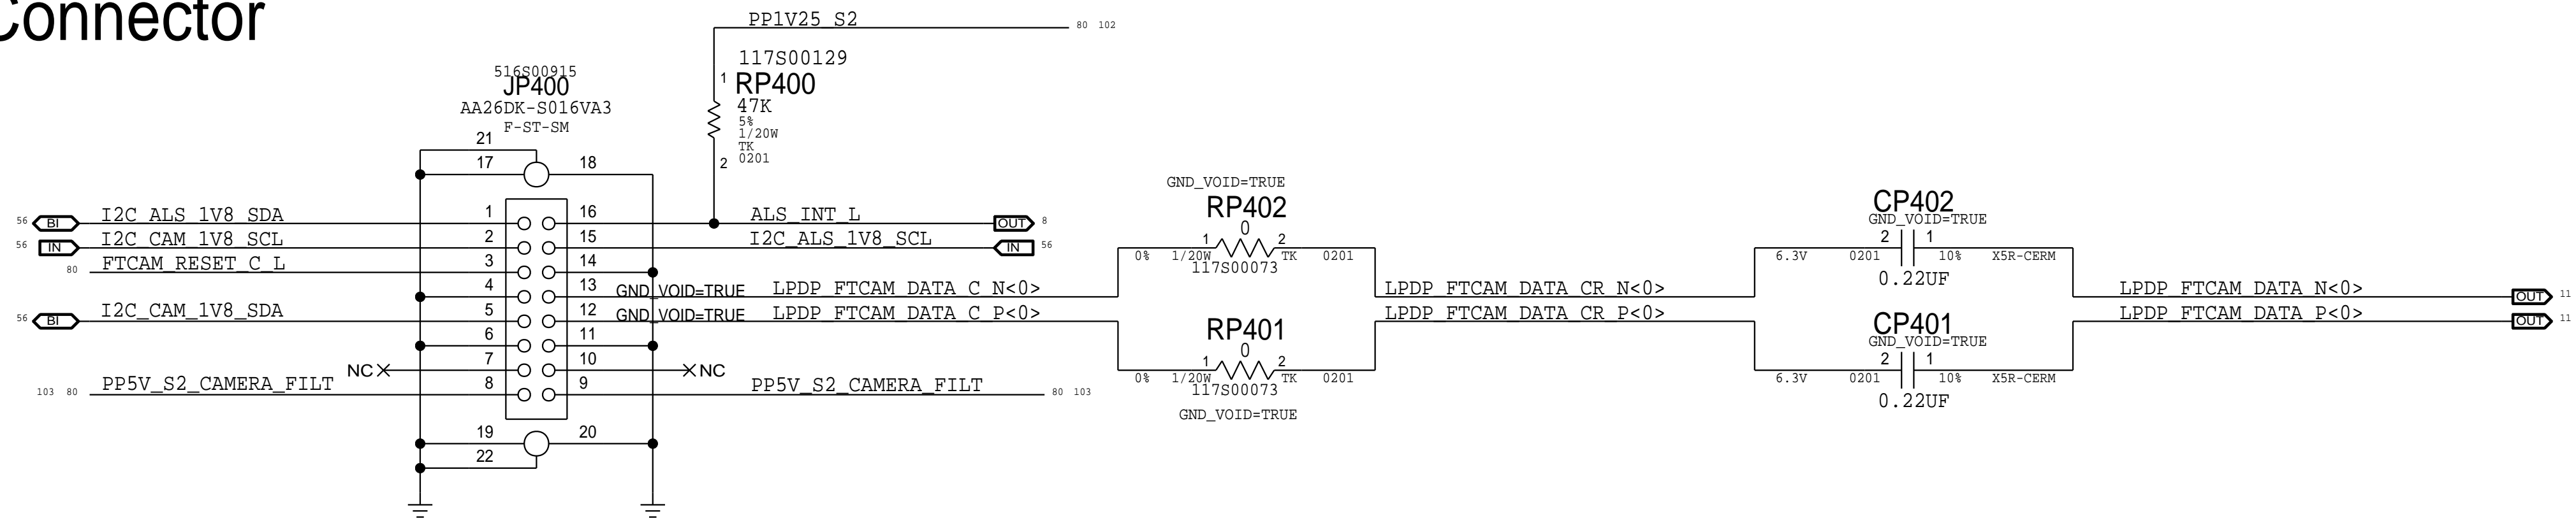 Connector
PP1V25_S2
80 102
117S00129
1
RP400
47K
5%
1/20W
TK
0201
2
516S00915
JP400
AA26DK-S016VA3
F-ST-SM
21
17
18
56 BI I2C_ALS_1V8_SDA 1
16 ALS_INT_L OUT 8
56 IN I2C_CAM_1V8_SCL 2
15 I2C_ALS_1V8_SCL IN 56
80 FTCAM_RESET_C_L 3
14
4
13 GND_VOID=TRUE LPDP_FTCAM_DATA_C_N<0>
56 BI I2C_CAM_1V8_SDA 5
12 GND_VOID=TRUE LPDP_FTCAM_DATA_C_P<0>
6
11
NC 7
10 NC
103 80 PP5V_S2_CAMERA_FILT 8
9 PP5V_S2_CAMERA_FILT 80 103
19
20
22
GND_VOID=TRUE
RP402
0
1 2
0% 1/20W TK 0201
117S00073
LPDP_FTCAM_DATA_CR_N<0>
LPDP_FTCAM_DATA_CR_P<0>
RP401
0
1 2
0% 1/20W TK 0201
117S00073
GND_VOID=TRUE
CP402
GND_VOID=TRUE
2 1
6.3V 0201 10% X5R-CERM
0.22UF
LPDP_FTCAM_DATA_N<0> OUT 11
LPDP_FTCAM_DATA_P<0> OUT 11
CP401
GND_VOID=TRUE
2 1
6.3V 0201 10% X5R-CERM
0.22UF